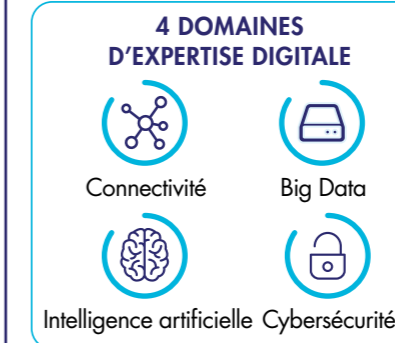 4 DOMAINES
D’EXPERTISE DIGITALE
Connectivité
Big Data
Intelligence artificielle
Cybersécurité